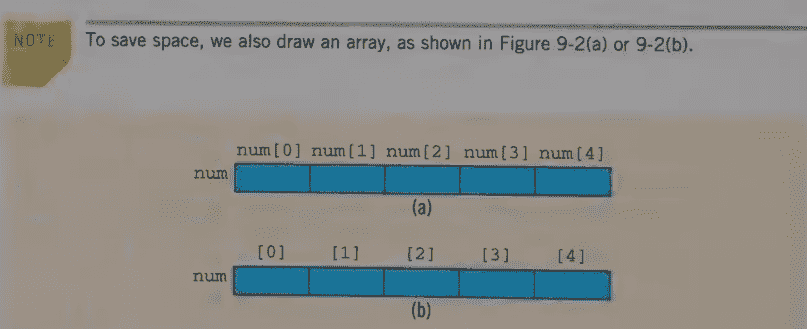 NOTE
To save space, we also draw an array, as shown in Figure 9-2(a) or 9-2(b).
num[0] num[1] num[2] num[3] num[4]
num
(a)
[0] [1] [2] [3] [4]
num
(b)